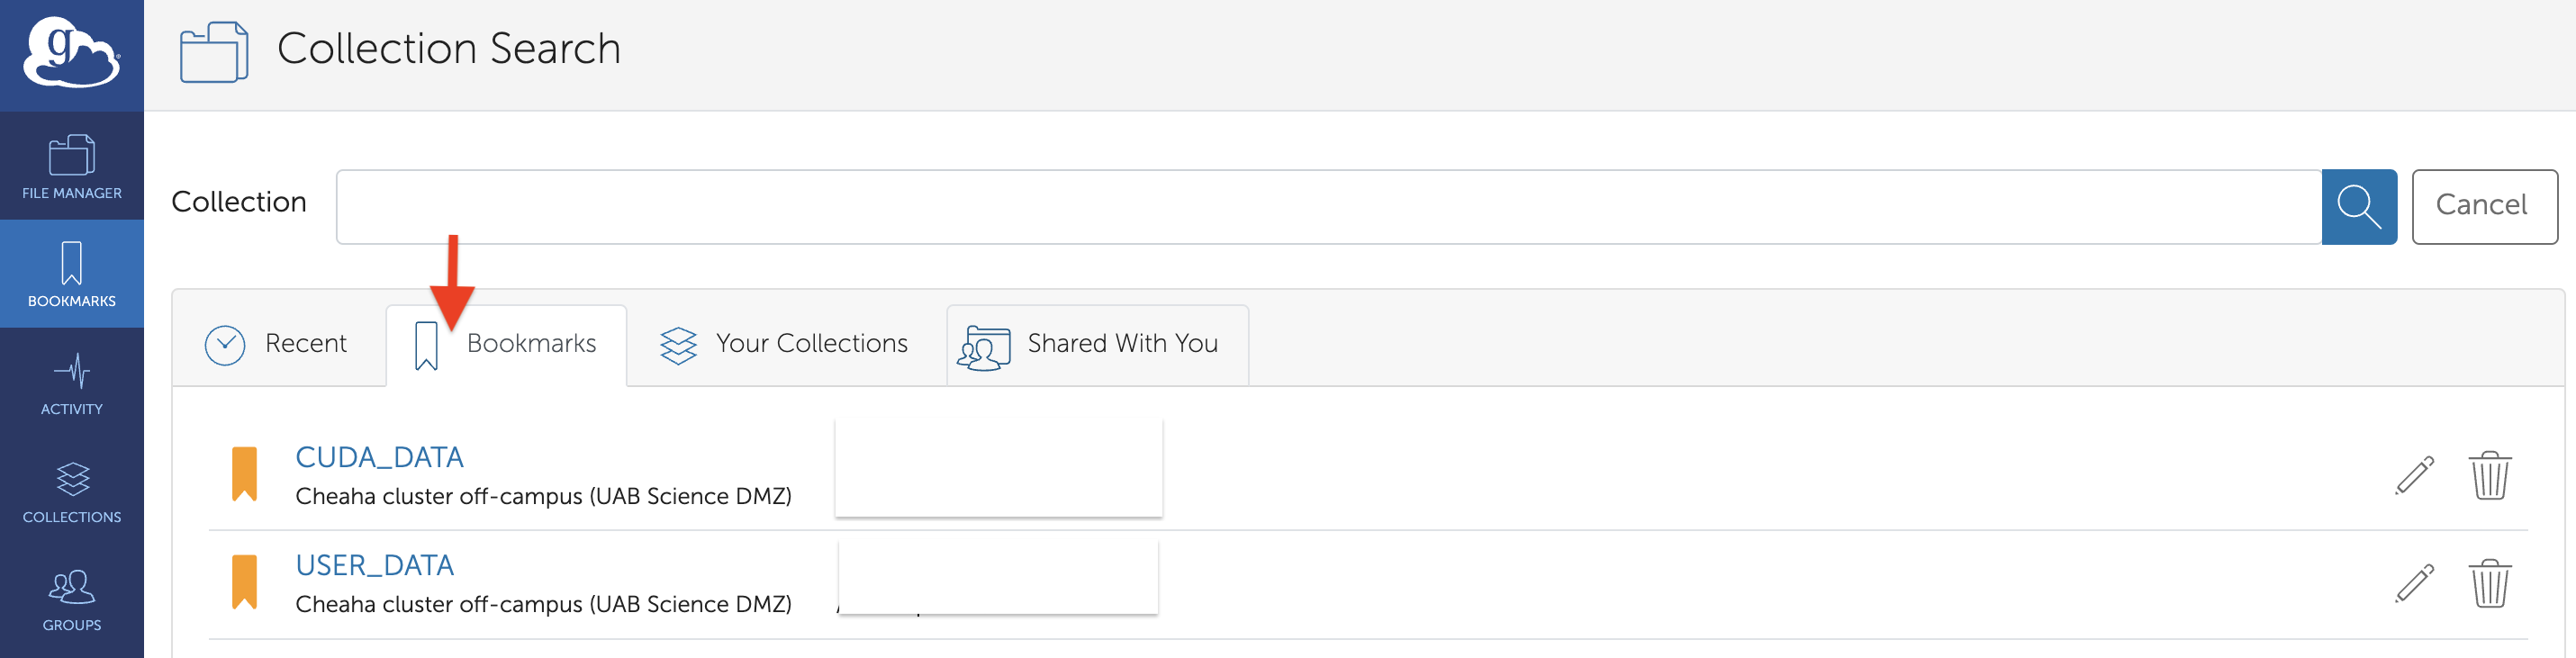 g
Collection Search
FILE MANAGER
BOOKMARKS
ACTIVITY
COLLECTIONS
GROUPS
Collection
Cancel
Recent
Bookmarks
Your Collections
Shared With You
CUDA_DATA
Cheaha cluster off-campus (UAB Science DMZ)
USER_DATA
Cheaha cluster off-campus (UAB Science DMZ)